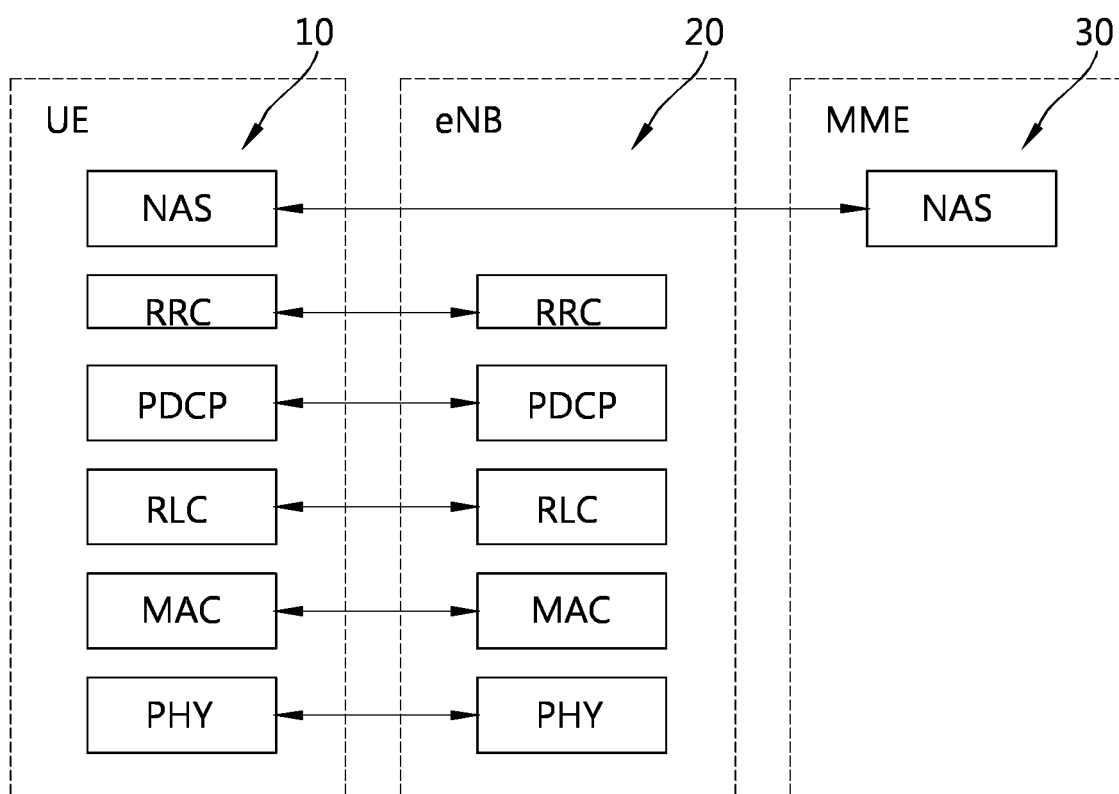 10 20 30
UE eNB MME
NAS NAS
RRC RRC
PDCP PDCP
RLC RLC
MAC MAC
PHY PHY